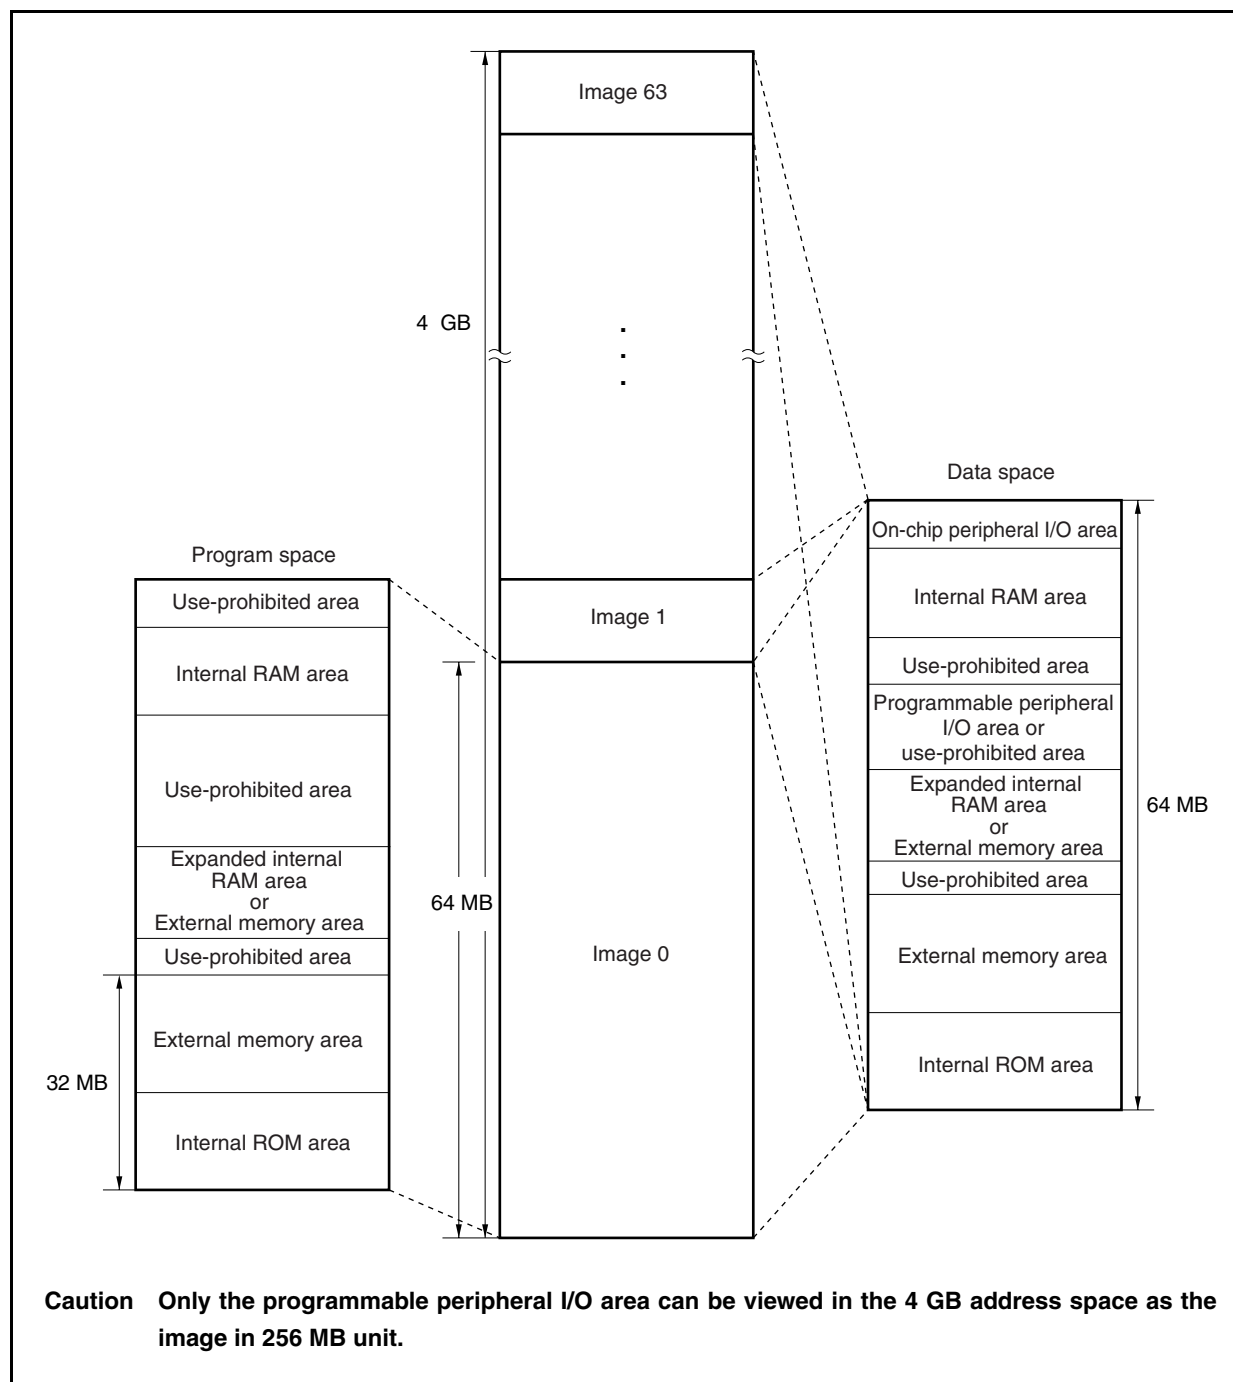 Image 63
4 GB
Data space
On-chip peripheral I/O area
Program space
Use-prohibited area
Internal RAM area
Image 1
Use-prohibited area
Internal RAM area
Programmable peripheral
I/O area or
use-prohibited area
Use-prohibited area
Expanded internal
RAM area
or
External memory area
64 MB
Expanded internal
RAM area
or
External memory area
Use-prohibited area
64 MB
Use-prohibited area
Image 0
External memory area
External memory area
32 MB
Internal ROM area
Internal ROM area
Caution Only the programmable peripheral I/O area can be viewed in the 4 GB address space as the
image in 256 MB unit.